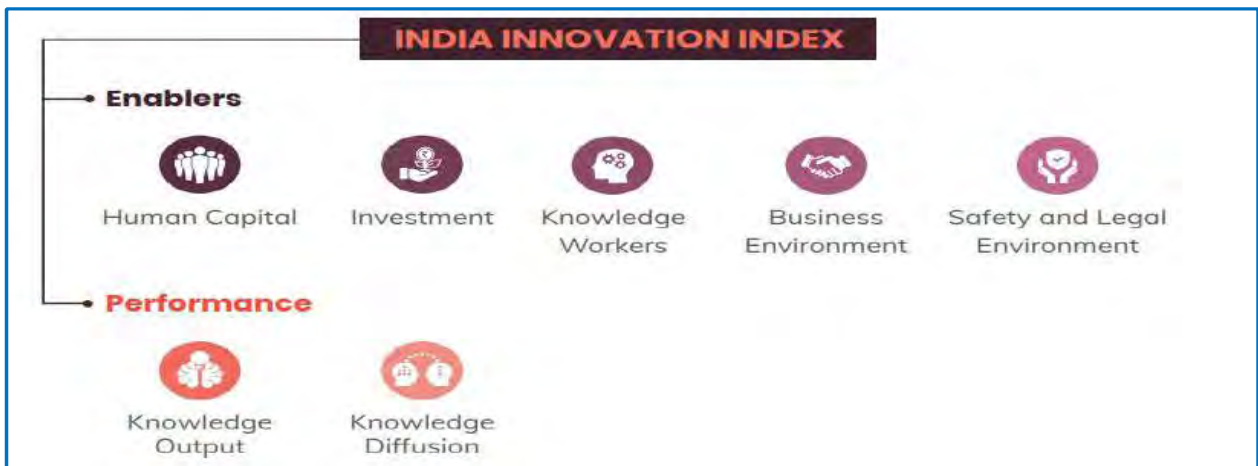 INDIA INNOVATION INDEX
Enablers
Human Capital
Investment
Knowledge
Workers
Business
Environment
Safety and Legal
Environment
Performance
Knowledge
Output
Knowledge
Diffusion